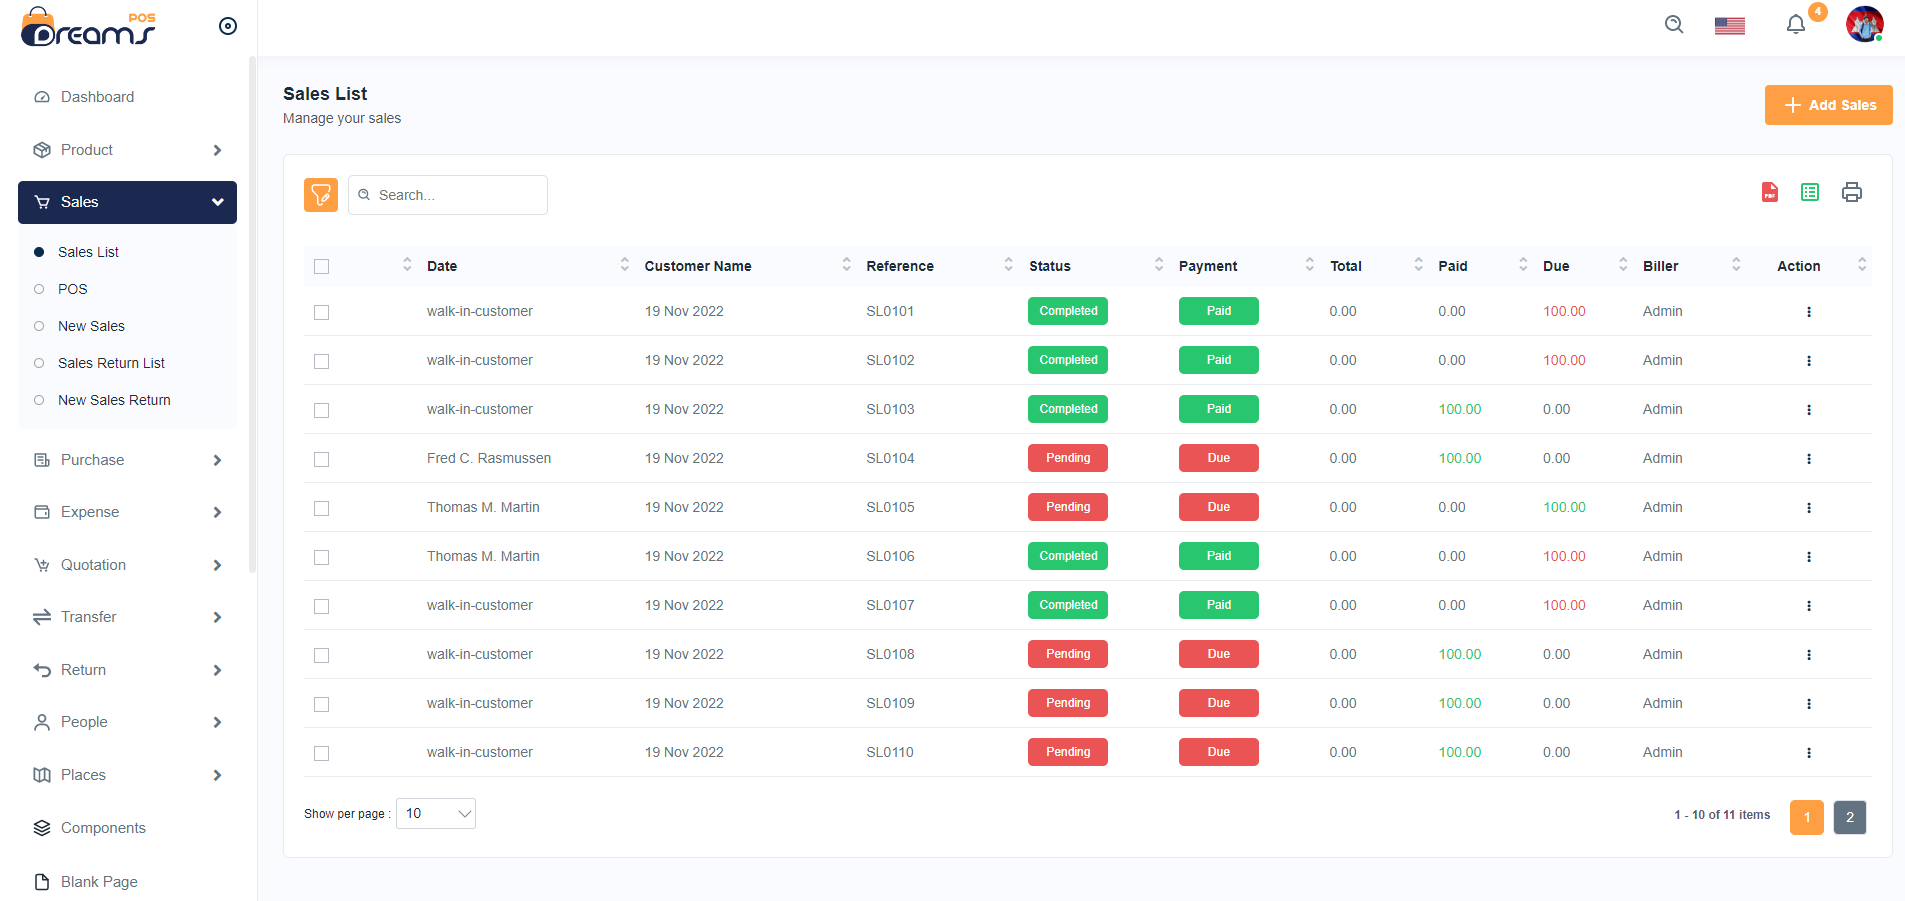 Dreams POS
4
Dashboard
Product
Sales
Sales List
POS
New Sales
Sales Return List
New Sales Return
Purchase
Expense
Quotation
Transfer
Return
People
Places
Components
Blank Page
Sales List
Manage your sales
Add Sales
Search...
PDF
Date Customer Name Reference Status Payment Total Paid Due Biller Action
walk-in-customer 19 Nov 2022 SL0101 Completed Paid 0.00 0.00 100.00 Admin
walk-in-customer 19 Nov 2022 SL0102 Completed Paid 0.00 0.00 100.00 Admin
walk-in-customer 19 Nov 2022 SL0103 Completed Paid 0.00 100.00 0.00 Admin
Fred C. Rasmussen 19 Nov 2022 SL0104 Pending Due 0.00 100.00 0.00 Admin
Thomas M. Martin 19 Nov 2022 SL0105 Pending Due 0.00 0.00 100.00 Admin
Thomas M. Martin 19 Nov 2022 SL0106 Completed Paid 0.00 0.00 100.00 Admin
walk-in-customer 19 Nov 2022 SL0107 Completed Paid 0.00 0.00 100.00 Admin
walk-in-customer 19 Nov 2022 SL0108 Pending Due 0.00 100.00 0.00 Admin
walk-in-customer 19 Nov 2022 SL0109 Pending Due 0.00 100.00 0.00 Admin
walk-in-customer 19 Nov 2022 SL0110 Pending Due 0.00 100.00 0.00 Admin
Show per page : 10
1 - 10 of 11 items 1 2